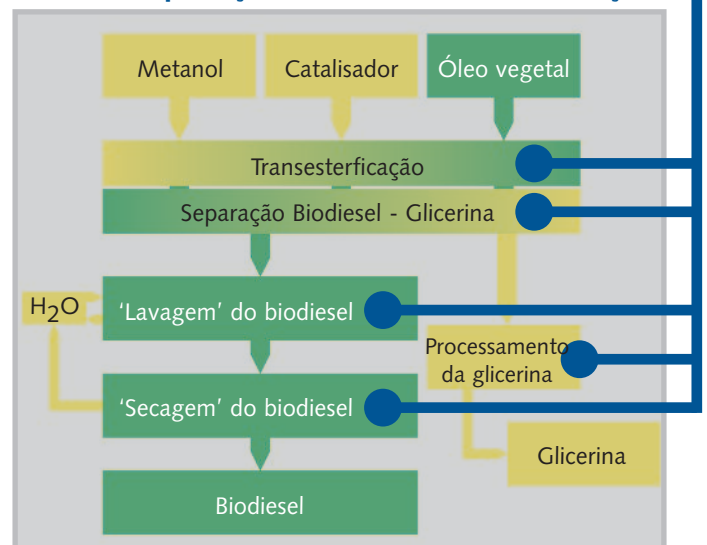 Metanol
Catalisador
Óleo vegetal
Transesterficação
Separação Biodiesel - Glicerina
H2O
'Lavagem' do biodiesel
Processamento
da glicerina
'Secagem' do biodiesel
Glicerina
Biodiesel